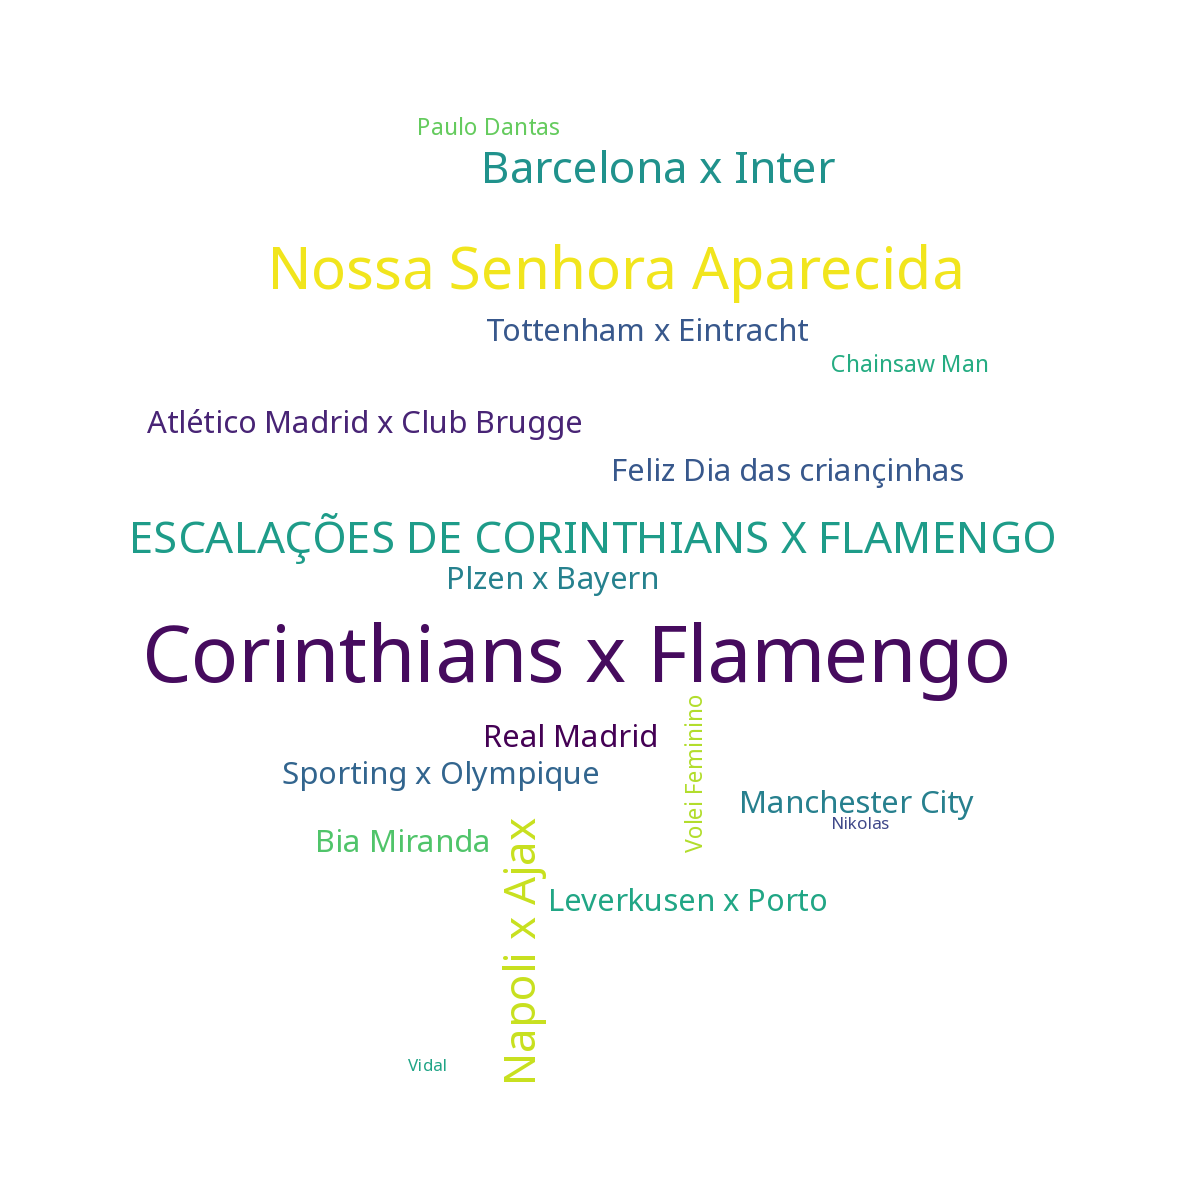 Paulo Dantas
Barcelona x Inter
Nossa Senhora Aparecida
Tottenham x Eintracht
Chainsaw Man
Atlético Madrid x Club Brugge
Feliz Dia das criançinhas
ESCALAÇÕES DE CORINTHIANS X FLAMENGO
Plzen x Bayern
Corinthians x Flamengo
Real Madrid
Volei Feminino
Sporting x Olympique
Manchester City
Nikolas
Bia Miranda
Napoli x Ajax
Leverkusen x Porto
Vidal